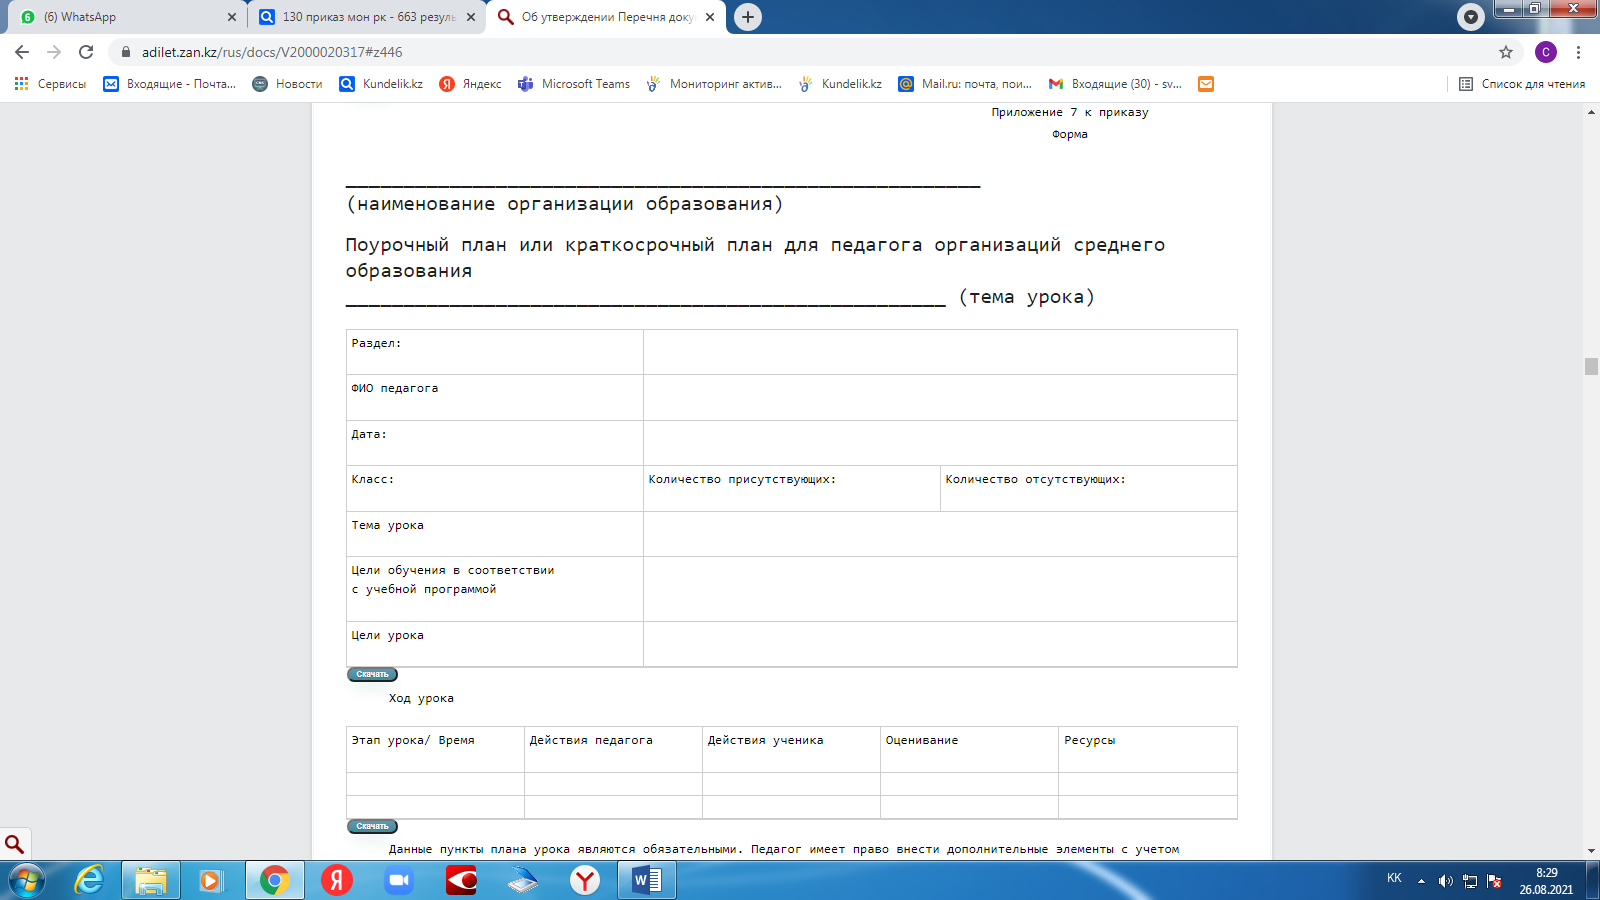 (6) WhatsApp
130 приказ мон рк - 663 резуль
Об утверждении Перечня доку
adilet.zan.kz/rus/docs/V2000020317#z446
C
Сервисы
Входящие - Почта...
Новости
Kundelik.kz
Яндекс
Microsoft Teams
Мониторинг актив...
Kundelik.kz
Mail.ru: почта, пои...
Входящие (30) - sv...
Список для чтения
Приложение 7 к приказу
Форма
(наименование организации образования)
Поурочный план или краткосрочный план для педагога организаций среднего
образования
(тема урока)
Раздел:
ФИО педагога
Дата:
Класс:
Количество присутствующих:
Количество отсутствующих:
Тема урока
Цели обучения в соответствии
с учебной программой
Цели урока
Скачать
Ход урока
Этап урока/ Время
Действия педагога
Действия ученика
Оценивание
Ресурсы
Скачать
Данные пункты плана урока являются обязательными. Педагог имеет право внести дополнительные элементы с учетом
KK
8:29
26.08.2021